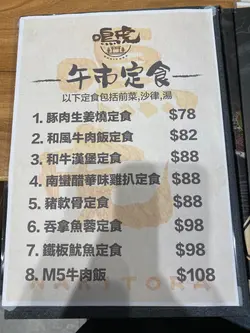 鳴虎
午市定食
以下定食包括前菜,沙律,湯
1. 豚肉生姜燒定食 $78
2. 和風牛肉飯定食 $82
3. 和牛漢堡定食 $88
4. 南蠻醋華味雞扒定食 $88
5. 豬軟骨定食 $88
6. 吞拿魚蓉定食 $98
7. 鐵板魷魚定食 $98
8. M5牛肉飯 $108
NAKITORA